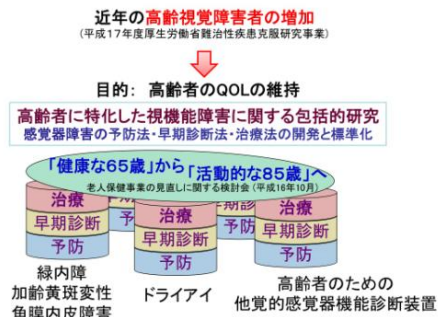 近年の高齢視覚障害者の増加
(平成17年度厚生労働省難治性疾患克服研究事業)
目的: 高齢者のQOLの維持
高齢者に特化した視機能障害に関する包括的研究
感覚器障害の予防法・早期診断法・治療法の開発と標準化
「健康な65歳」から「活動的な85歳」へ
老人保健事業の見直しに関する検討会 (平成16年10月)
治療
早期診断
予防
治療
早期診断
予防
治療
早期診断
予防
予防
予防
緑内障
加齢黄斑変性
角膜内皮障害
ドライアイ
高齢者のための
他覚的感覚器機能診断装置